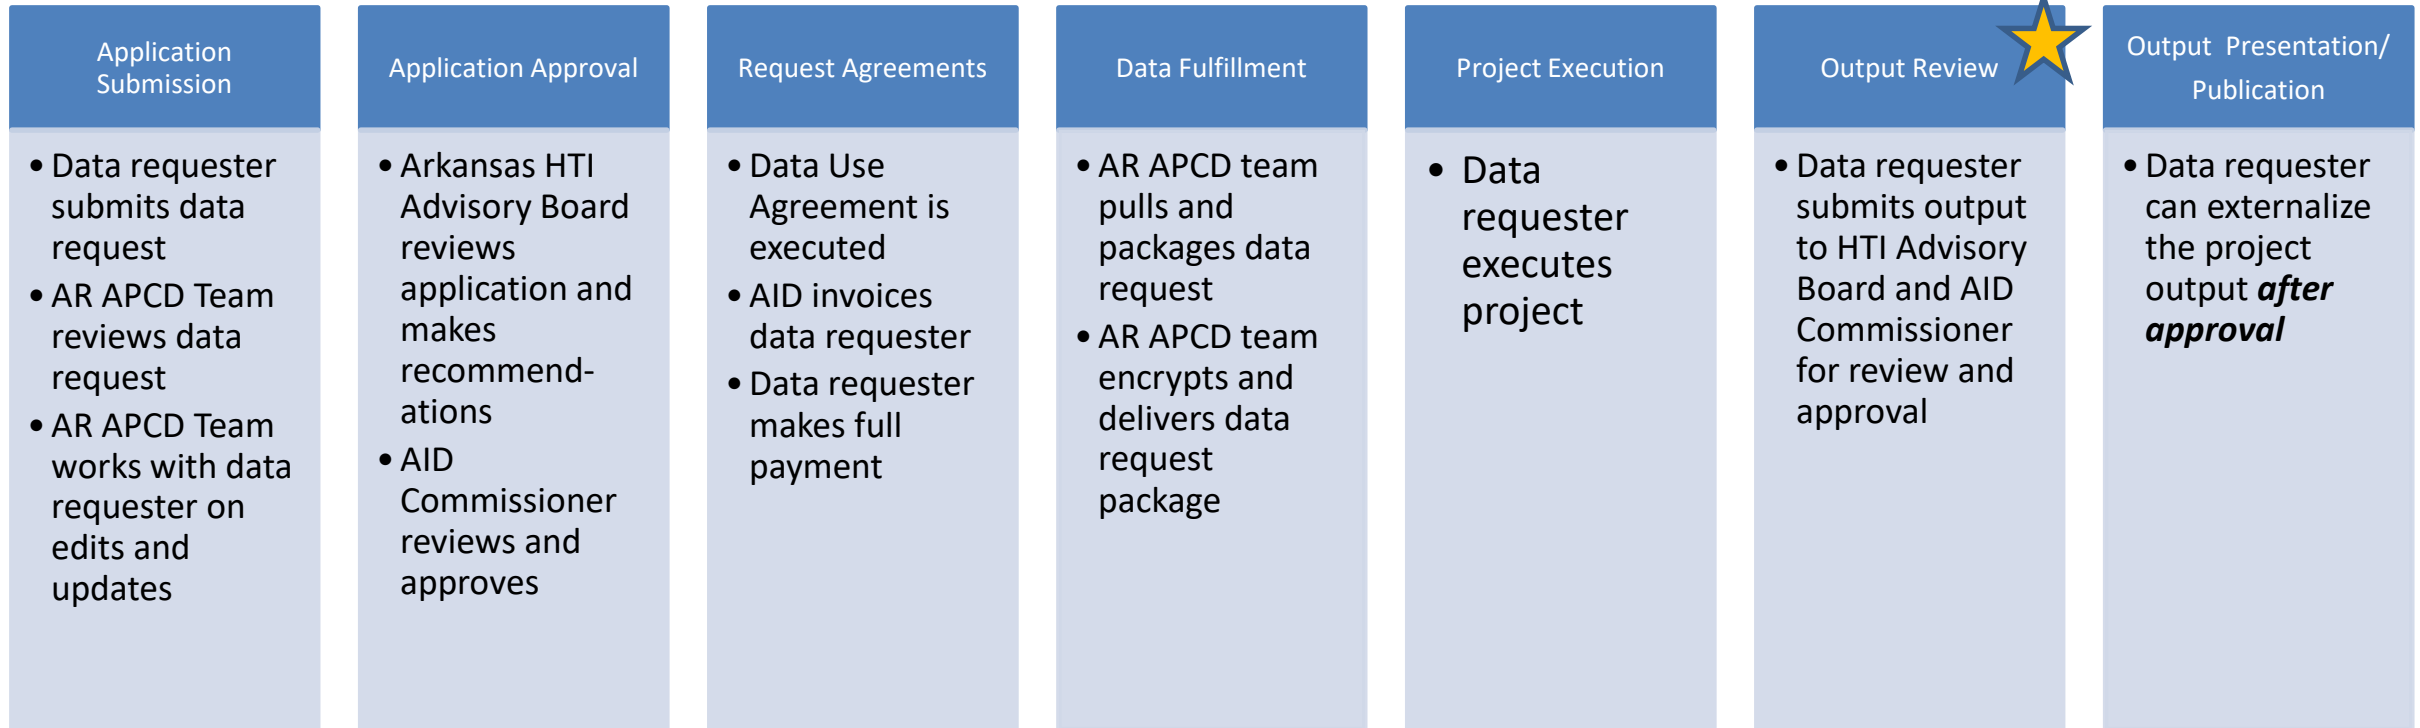 Application
Submission
• Data requester
submits data
request
• AR APCD Team
reviews data
request
• AR APCD Team
works with data
requester on
edits and
updates
Application Approval
• Arkansas HTI
Advisory Board
reviews
application and
makes
recommend-
ations
• AID
Commissioner
reviews and
approves
Request Agreements
• Data Use
Agreement is
executed
• AID invoices
data requester
• Data requester
makes full
payment
Data Fulfillment
• AR APCD team
pulls and
packages data
request
• AR APCD team
encrypts and
delivers data
request
package
Project Execution
• Data
requester
executes
project
Output Review
• Data requester
submits output
to HTI Advisory
Board and AID
Commissioner
for review and
approval
Output Presentation/
Publication
• Data requester
can externalize
the project
output after
approval